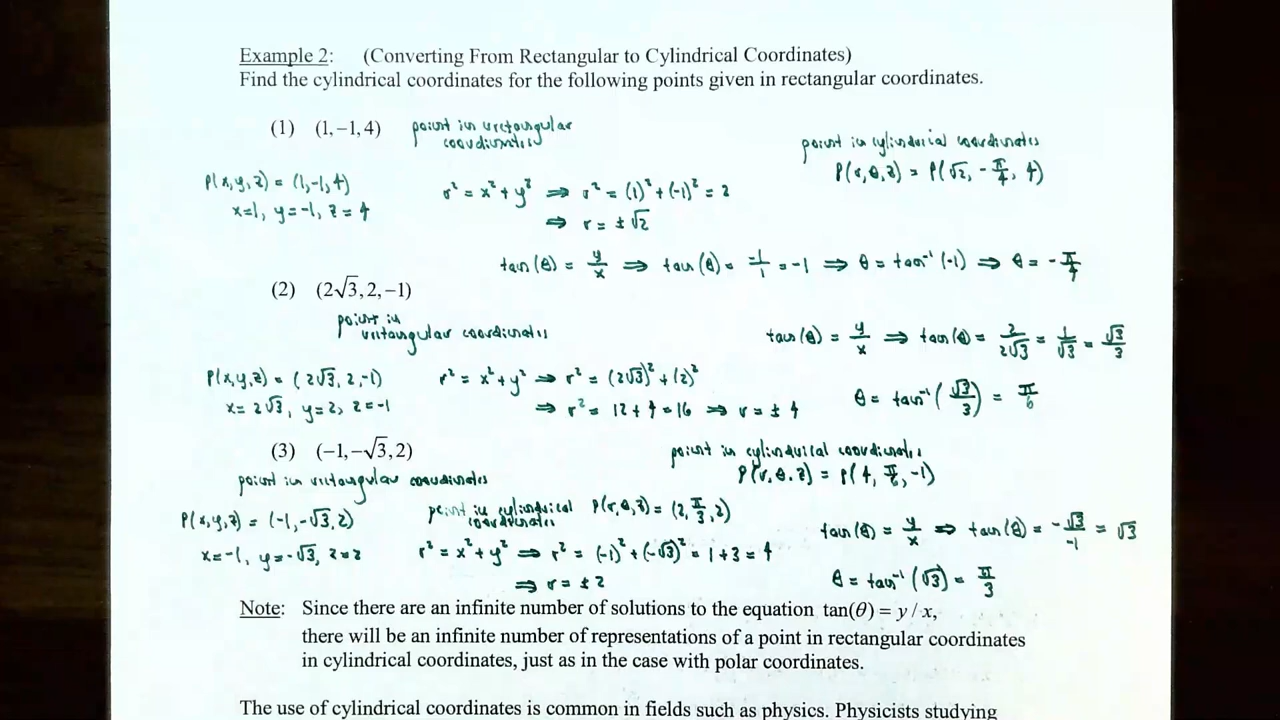 Example 2: (Converting From Rectangular to Cylindrical Coordinates)
Find the cylindrical coordinates for the following points given in rectangular coordinates.
(1) (1,−1,4) point in rectangular
coordinates
point in cylindrical coordinates
P(r,θ,z) = P(√2, −π/4, 4)
P(x,y,z) = (1,-1,4)
x=1, y=-1, z=4
r² = x² + y² ⇒ r² = (1)² + (-1)² = 2
⇒ r = ±√2
tan(θ) = y/x ⇒ tan(θ) = -1/1 = -1 ⇒ θ = tan⁻¹(-1) ⇒ θ = -π/4
(2) (2√3,2,−1)
point in
rectangular coordinates
tan(θ) = y/x ⇒ tan(θ) = 2/2√3 = 1/√3 = √3/3
P(x,y,z) = (2√3, 2,-1)
x= 2√3, y=2, z=-1
r² = x² + y² ⇒ r² = (2√3)² + (2)²
⇒ r² = 12 + 4 = 16 ⇒ r = ± 4
θ = tan⁻¹(√3/3) = π/6
(3) (−1,−√3,2)
point in rectangular coordinates
point in cylindrical coordinates
P(r,θ,z) = P(4, π/6, -1)
P(x,y,z) = (-1,-√3,2)
x=-1, y=-√3, z=2
point in cylindrical P(r,θ,z) = (2, π/3, 2)
coordinates
r² = x² + y² ⇒ r² = (-1)² + (-√3)² = 1 + 3 = 4
⇒ r = ± 2
tan(θ) = y/x ⇒ tan(θ) = -√3/-1 = √3
θ = tan⁻¹(√3) = π/3
Note: Since there are an infinite number of solutions to the equation tan(θ) = y / x,
there will be an infinite number of representations of a point in rectangular coordinates
in cylindrical coordinates, just as in the case with polar coordinates.
The use of cylindrical coordinates is common in fields such as physics. Physicists studying